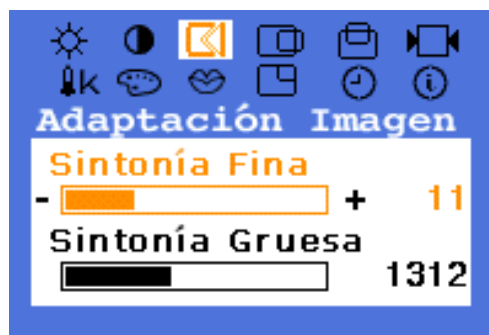 K
Adaptación Imagen
Sintonía Fina
- + 11
Sintonía Gruesa
1312